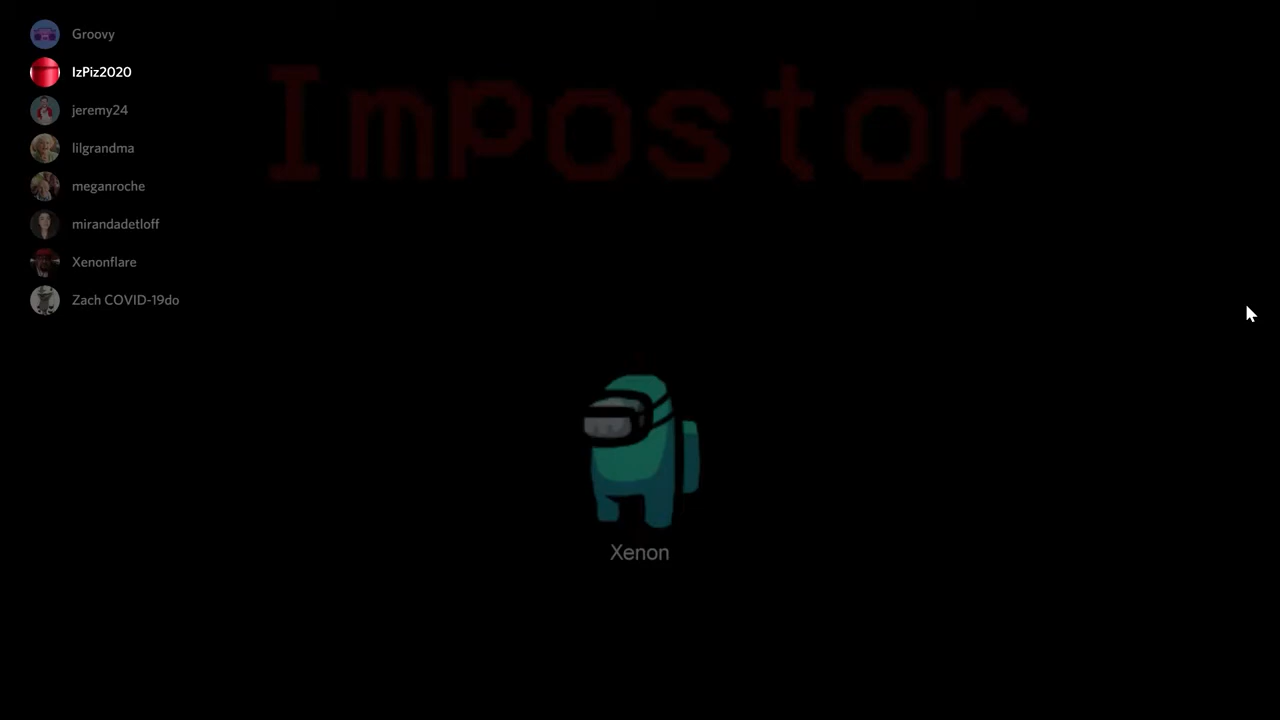 Groovy
IzPiz2020
jeremy24
lilgrandma
meganroche
mirandadetloff
Xenonflare
Zach COVID-19do
Impostor
Xenon